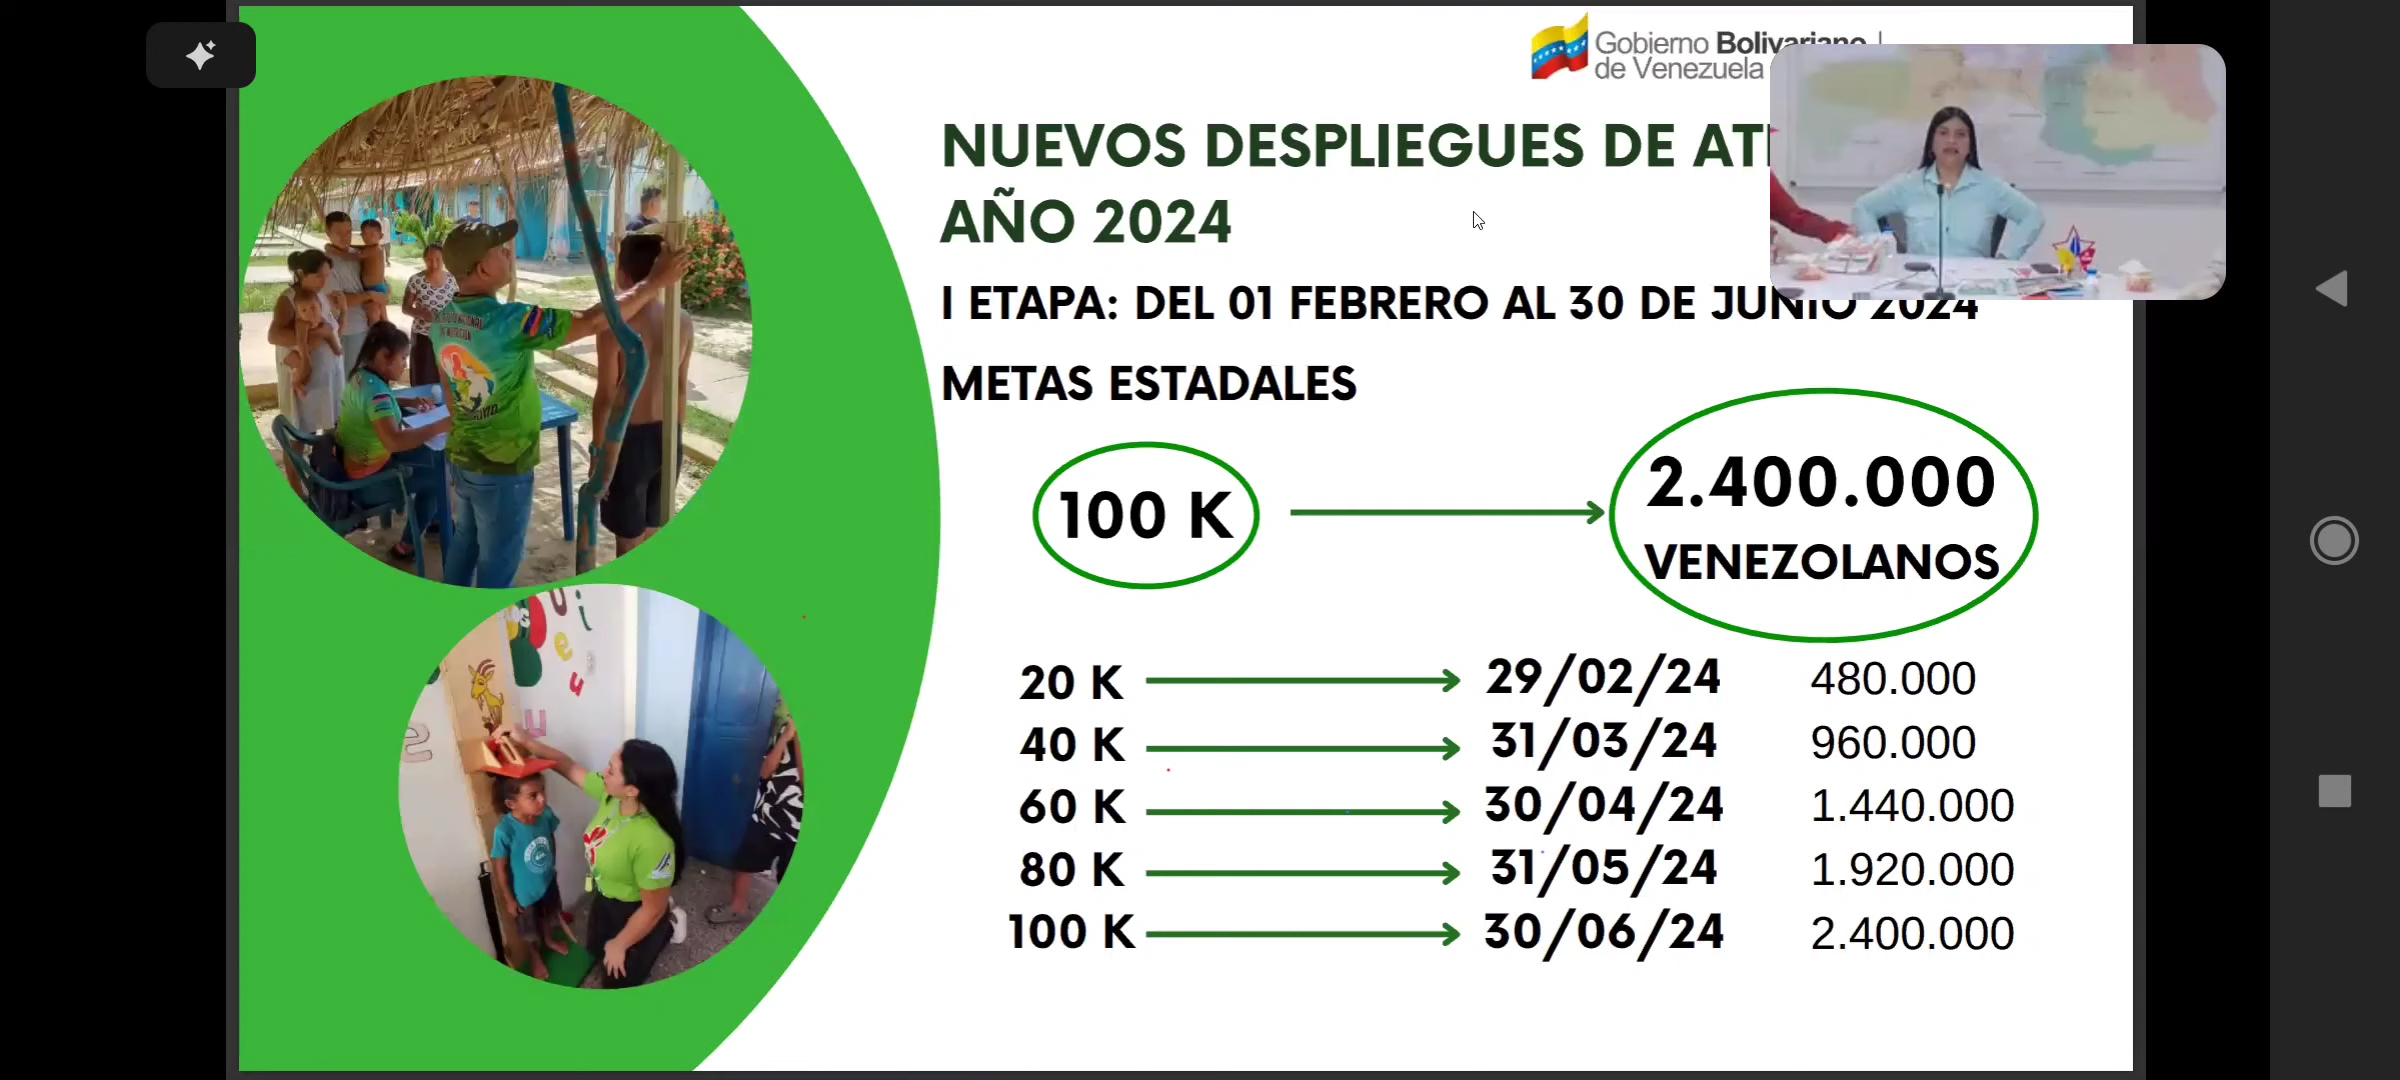 Gobierno Bolivariano
de Venezuela
NUEVOS DESPLIEGUES DE
AÑO 2024
I ETAPA: DEL 01 FEBRERO AL 30 DE JUNIO 2024
METAS ESTADALES
100 K
2.400.000
VENEZOLANOS
20 K 29/02/24 480.000
40 K 31/03/24 960.000
60 K 30/04/24 1.440.000
80 K 31/05/24 1.920.000
100 K 30/06/24 2.400.000